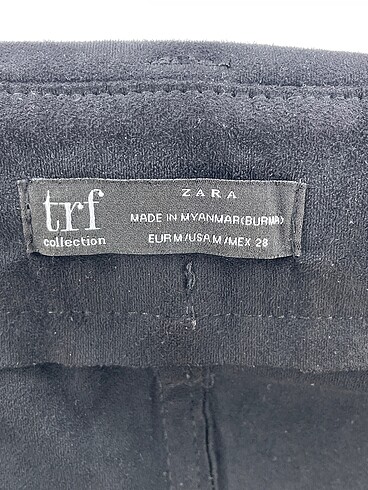 trf
collection
ZARA
MADE IN MYANMAR(BURMA)
EUR M/USA M/MEX 28